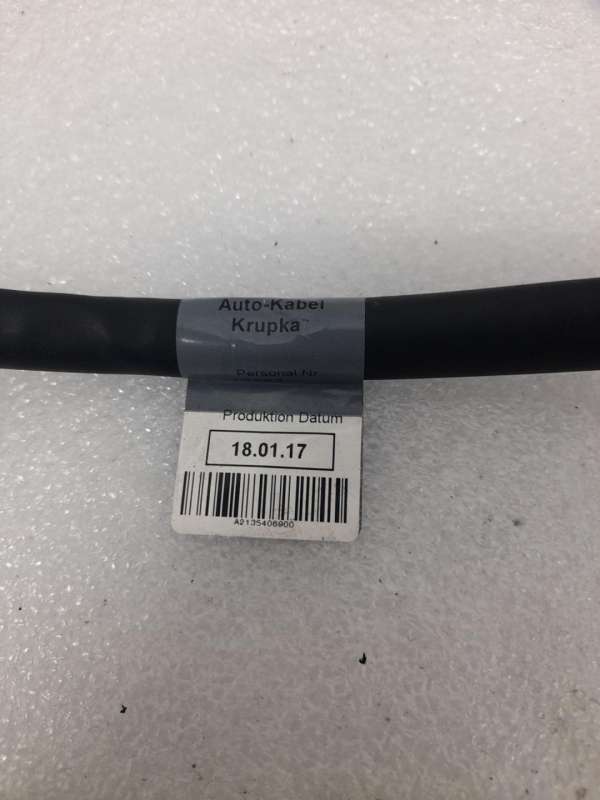 Auto-Kabel
Krupka
Personal Nr
Produktion Datum
18.01.17
A2135406900